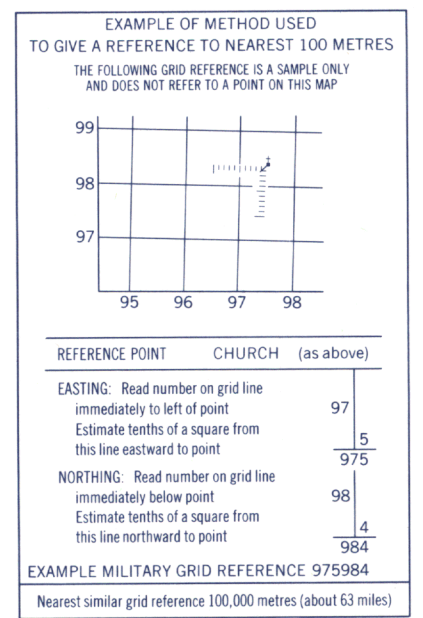 EXAMPLE OF METHOD USED
TO GIVE A REFERENCE TO NEAREST 100 METRES
THE FOLLOWING GRID REFERENCE IS A SAMPLE ONLY
AND DOES NOT REFER TO A POINT ON THIS MAP
99
98
97
95 96 97 98
REFERENCE POINT CHURCH (as above)
EASTING: Read number on grid line
immediately to left of point 97
Estimate tenths of a square from
this line eastward to point 5
975
NORTHING: Read number on grid line
immediately below point 98
Estimate tenths of a square from
this line northward to point 4
984
EXAMPLE MILITARY GRID REFERENCE 975984
Nearest similar grid reference 100,000 metres (about 63 miles)